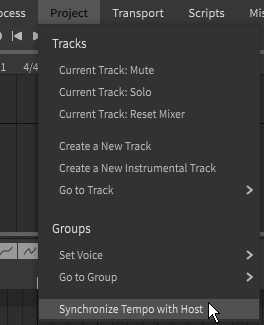 ocess Project Transport Scripts Mis
1 4/4
Tracks
Current Track: Mute
Current Track: Solo
Current Track: Reset Mixer
Create a New Track
Create a New Instrumental Track
Go to Track
Groups
Set Voice
Go to Group
Synchronize Tempo with Host